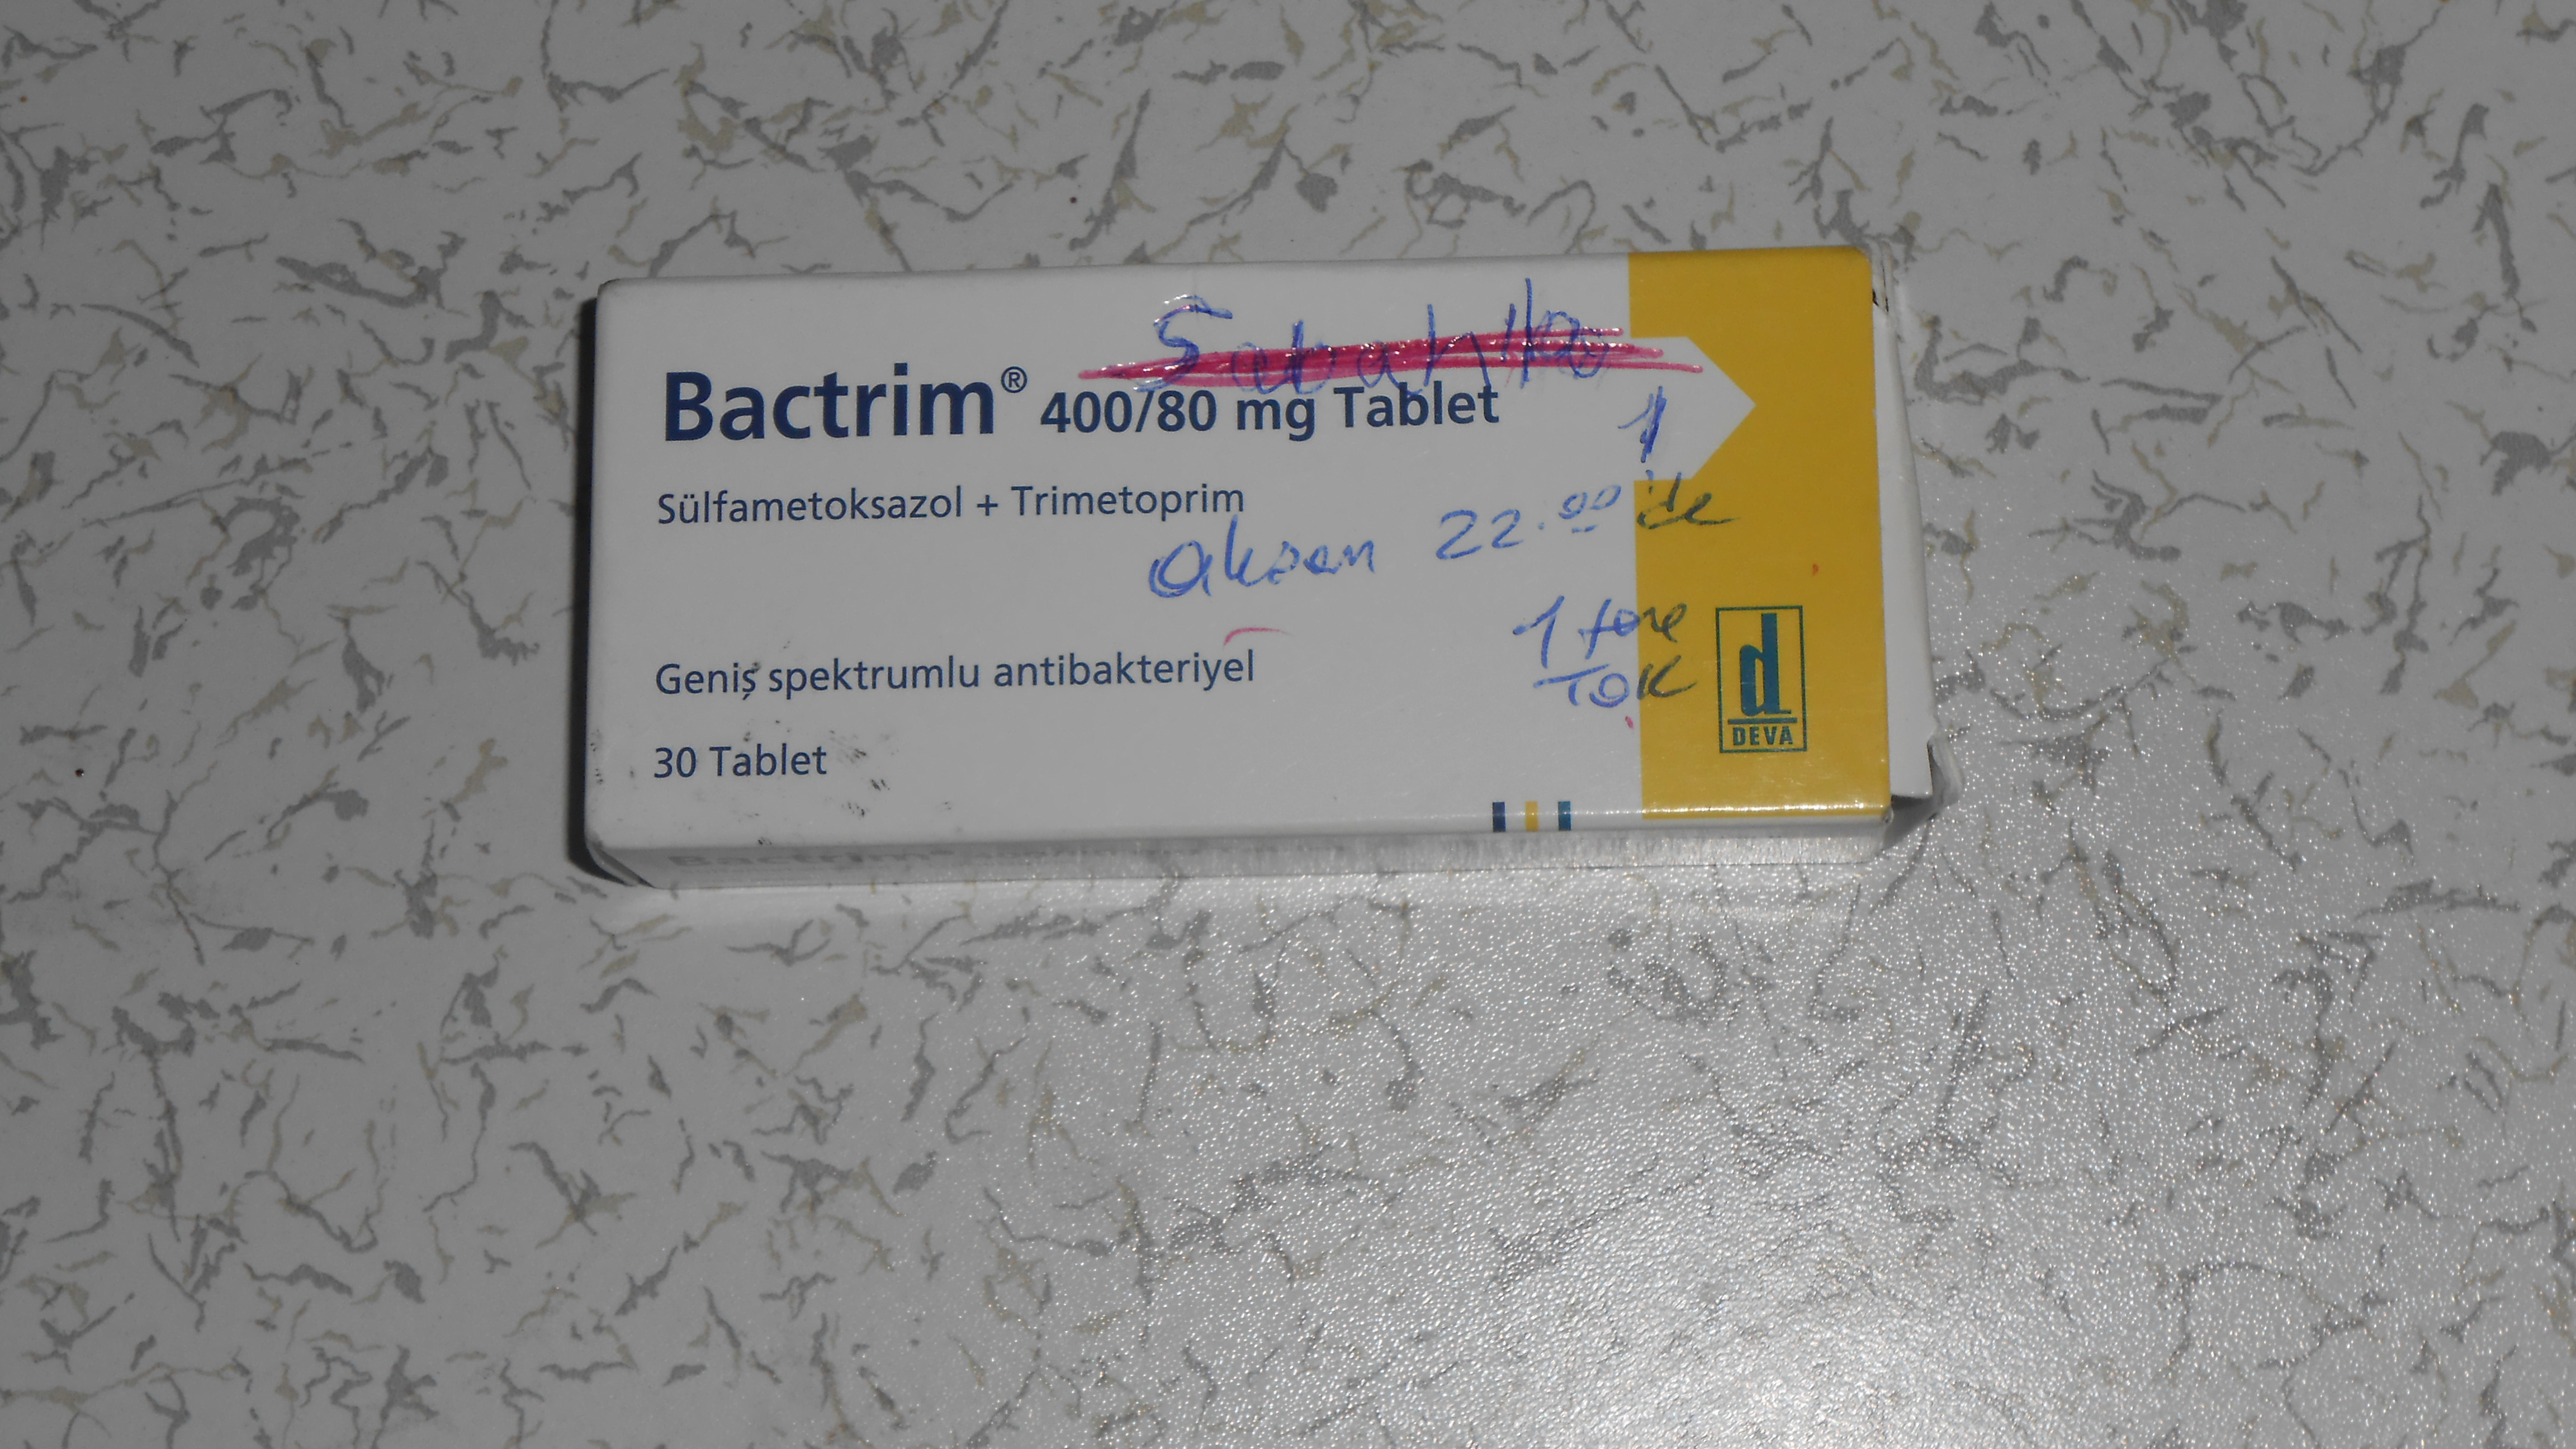 Bactrim® 400/80 mg Tablet
1
Sülfametoksazol + Trimetoprim
akşam 22.00 'de
1 tane
TOK
Geniş spektrumlu antibakteriyel
30 Tablet
d
DEVA
Bactrim®